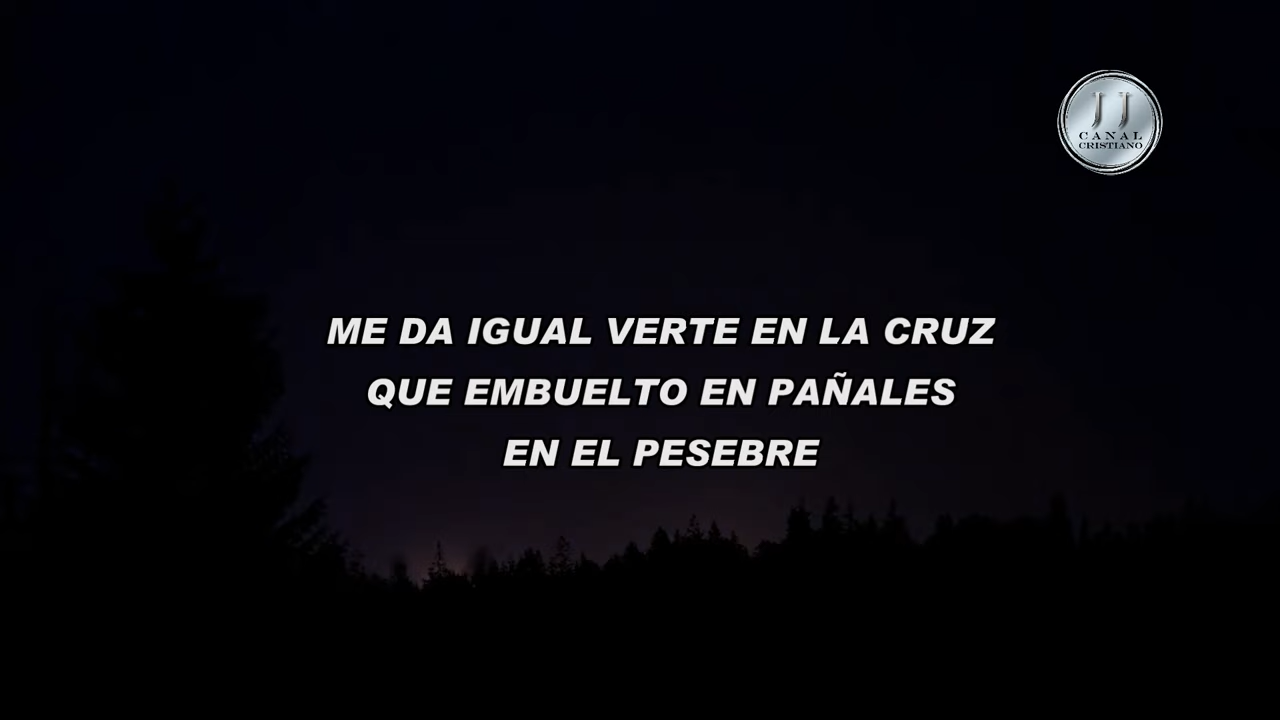 JJ
CANAL
CRISTIANO
ME DA IGUAL VERTE EN LA CRUZ
QUE EMBUELTO EN PAÑALES
EN EL PESEBRE